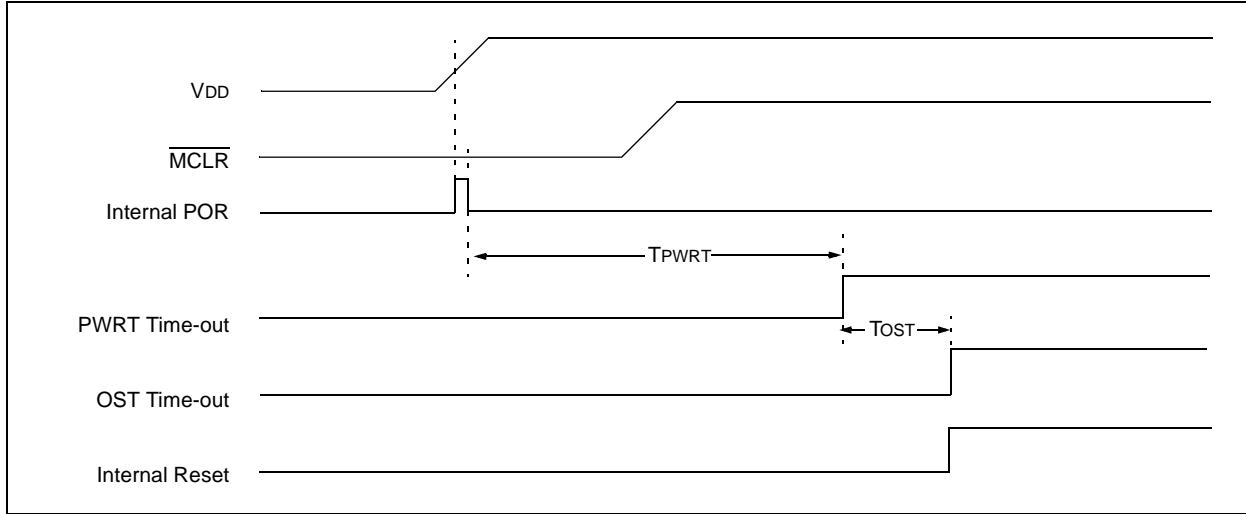 VDD
MCLR
Internal POR
TPWRT
PWRT Time-out
TOST
OST Time-out
Internal Reset